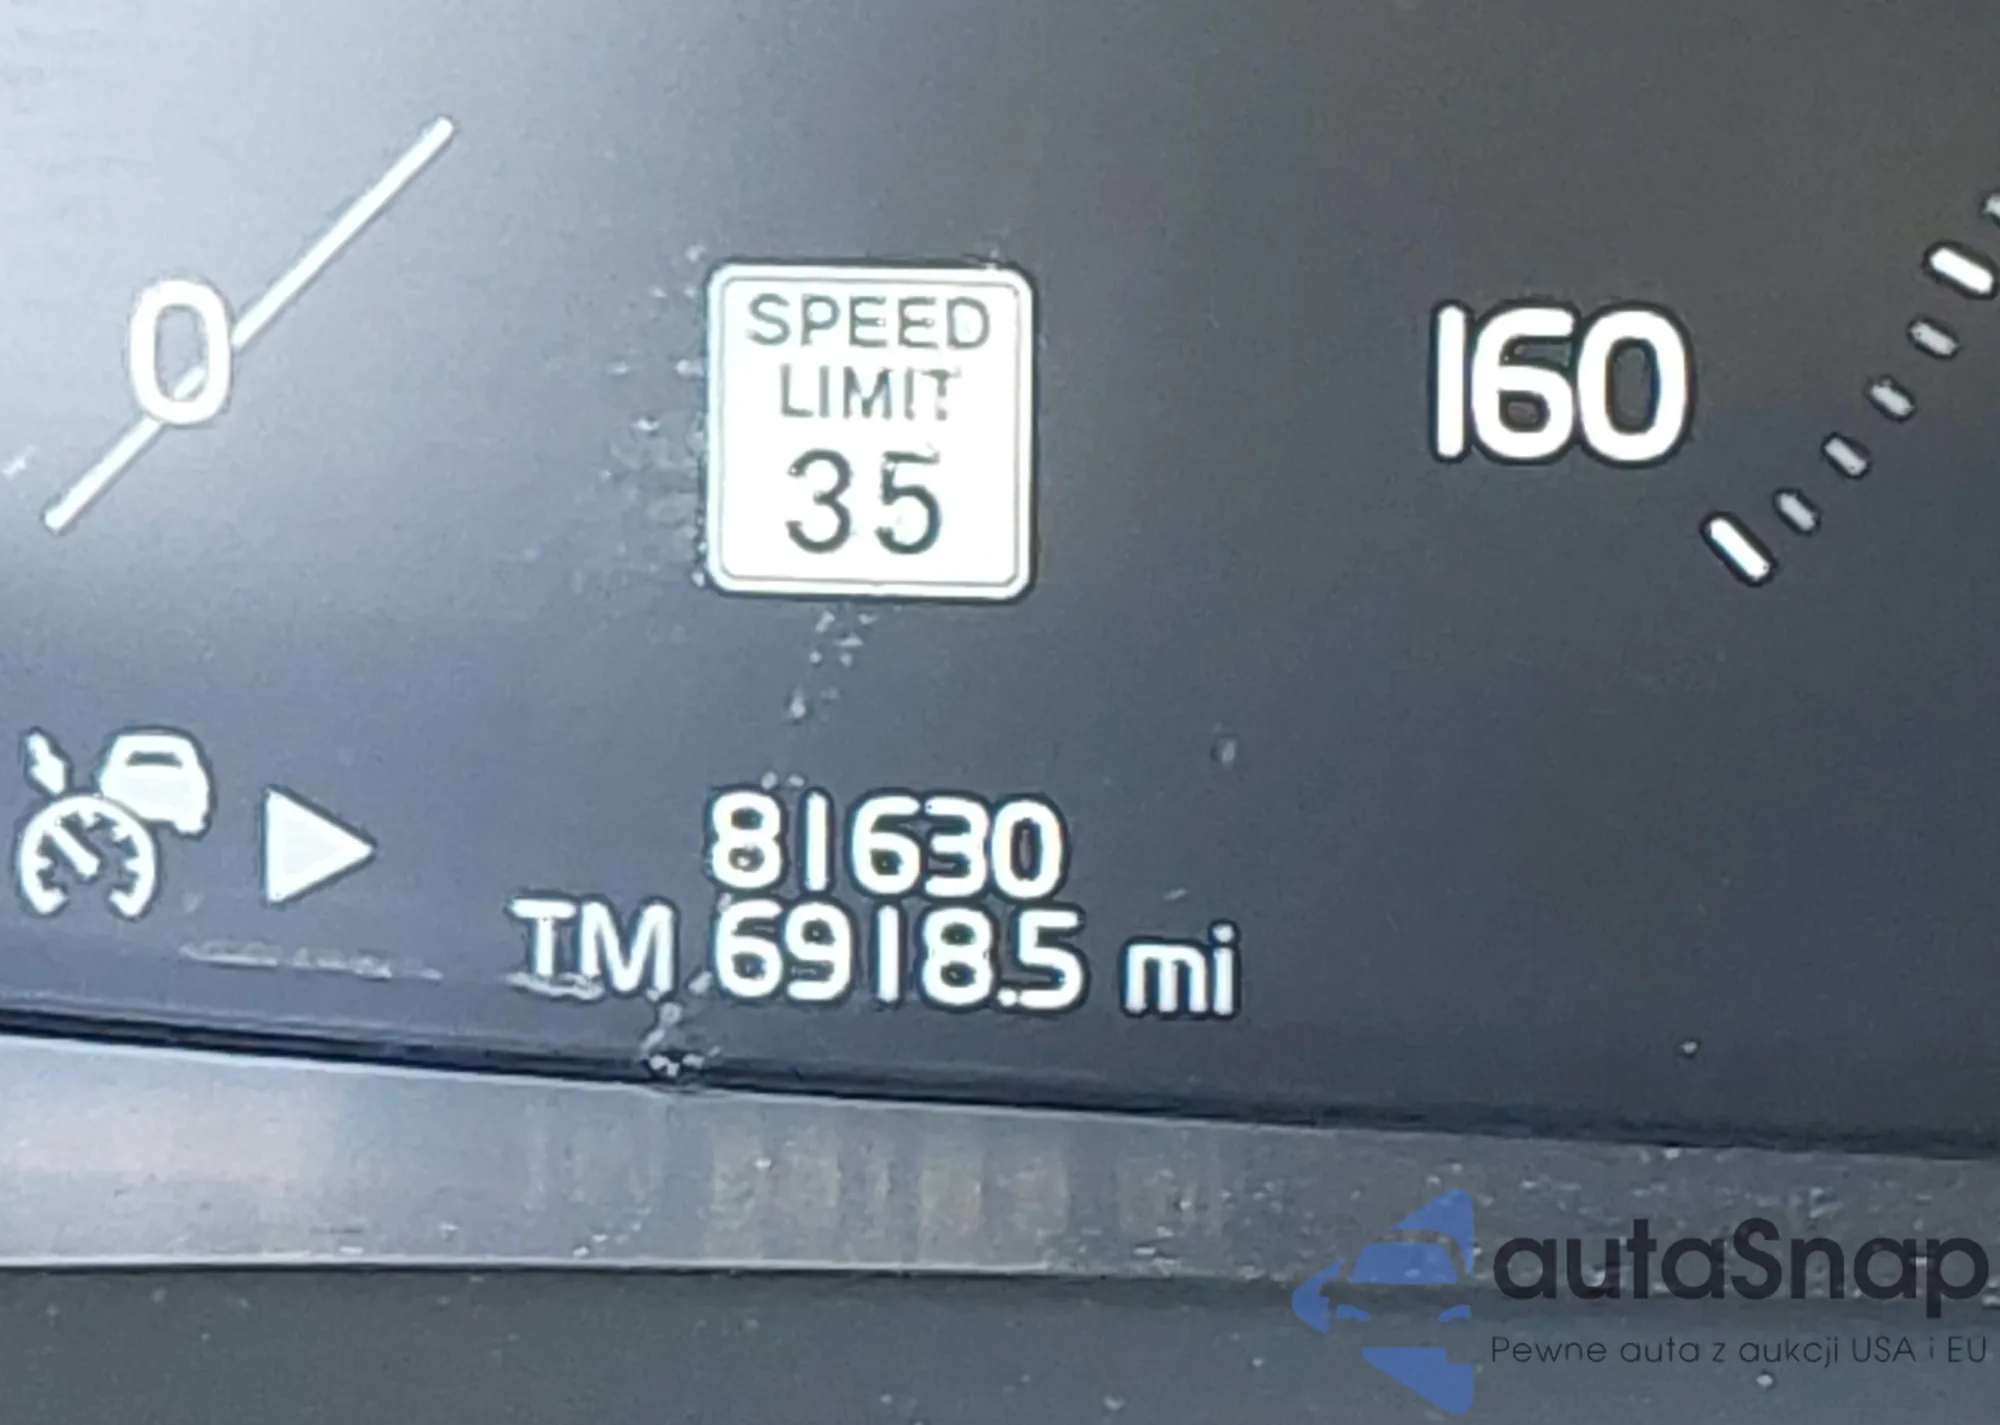 0
SPEED
LIMIT
35
160
81630
TM 6918.5 mi
autaSnap
Pewne auta z aukcji USA i EU